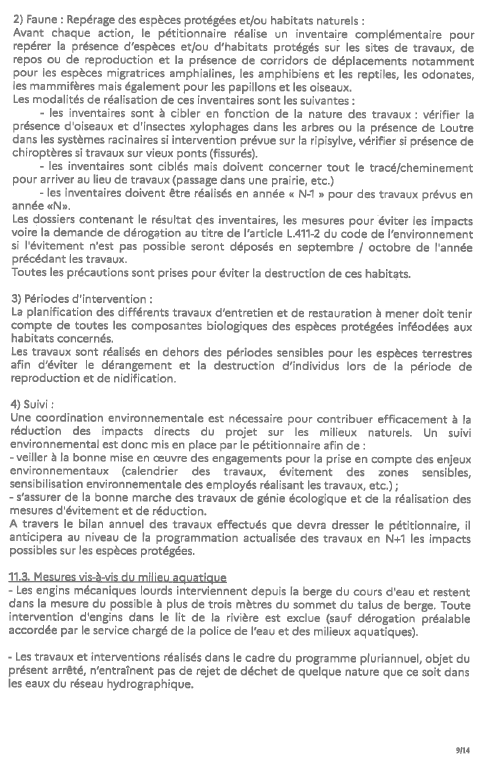 2) Faune : Repérage des espèces protégées et/ou habitats naturels :
Avant chaque action, le pétitionnaire réalise un inventaire complémentaire pour
repérer la présence d'espèces et/ou d'habitats protégés sur les sites de travaux, de
repos ou de reproduction et la présence de corridors de déplacements notamment
pour les espèces migratrices amphialines, les amphibiens et les reptiles, les odonates,
les mammifères mais également pour les papillons et les oiseaux.
Les modalités de réalisation de ces inventaires sont les suivantes :
- les inventaires sont à cibler en fonction de la nature des travaux : vérifier la
présence d'oiseaux et d'insectes xylophages dans les arbres ou la présence de Loutre
dans les systèmes racinaires si intervention prévue sur la ripisylve, vérifier si présence de
chiroptères si travaux sur vieux ponts (fissurés).
- les inventaires sont ciblés mais doivent concerner tout le tracé/cheminement
pour arriver au lieu de travaux (passage dans une prairie, etc.)
- les inventaires doivent être réalisés en année « N-1 » pour des travaux prévus en
année «N».
Les dossiers contenant le résultat des inventaires, les mesures pour éviter les impacts
voire la demande de dérogation au titre de l'article L.411-2 du code de l'environnement
si l'évitement n'est pas possible seront déposés en septembre / octobre de l'année
précédant les travaux.
Toutes les précautions sont prises pour éviter la destruction de ces habitats.
3) Périodes d'intervention :
La planification des différents travaux d'entretien et de restauration à mener doit tenir
compte de toutes les composantes biologiques des espèces protégées inféodées aux
habitats concernés.
Les travaux sont réalisés en dehors des périodes sensibles pour les espèces terrestres
afin d'éviter le dérangement et la destruction d'individus lors de la période de
reproduction et de nidification.
4) Suivi :
Une coordination environnementale est nécessaire pour contribuer efficacement à la
réduction des impacts directs du projet sur les milieux naturels. Un suivi
environnemental est donc mis en place par le pétitionnaire afin de :
- veiller à la bonne mise en œuvre des engagements pour la prise en compte des enjeux
environnementaux (calendrier des travaux, évitement des zones sensibles,
sensibilisation environnementale des employés réalisant les travaux, etc.) ;
- s'assurer de la bonne marche des travaux de génie écologique et de la réalisation des
mesures d'évitement et de réduction.
A travers le bilan annuel des travaux effectués que devra dresser le pétitionnaire, il
anticipera au niveau de la programmation actualisée des travaux en N+1 les impacts
possibles sur les espèces protégées.
11.3. Mesures vis-à-vis du milieu aquatique
- Les engins mécaniques lourds interviennent depuis la berge du cours d'eau et restent
dans la mesure du possible à plus de trois mètres du sommet du talus de berge. Toute
intervention d'engins dans le lit de la rivière est exclue (sauf dérogation préalable
accordée par le service chargé de la police de l'eau et des milieux aquatiques).
- Les travaux et interventions réalisés dans le cadre du programme pluriannuel, objet du
présent arrêté, n'entraînent pas de rejet de déchet de quelque nature que ce soit dans
les eaux du réseau hydrographique.
9/14